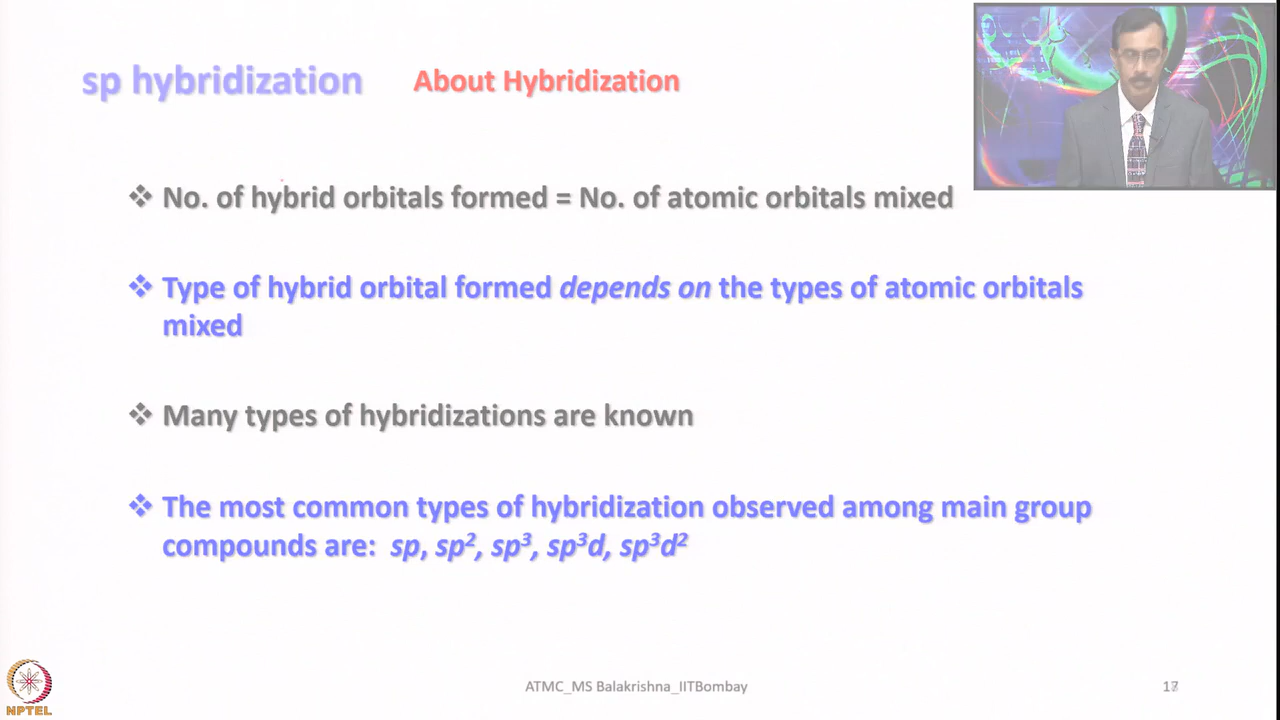 sp hybridization About Hybridization
❖ No. of hybrid orbitals formed = No. of atomic orbitals mixed
❖ Type of hybrid orbital formed depends on the types of atomic orbitals
mixed
❖ Many types of hybridizations are known
❖ The most common types of hybridization observed among main group
compounds are: sp, sp², sp³, sp³d, sp³d²
NPTEL
ATMC_MS Balakrishna_IITBombay